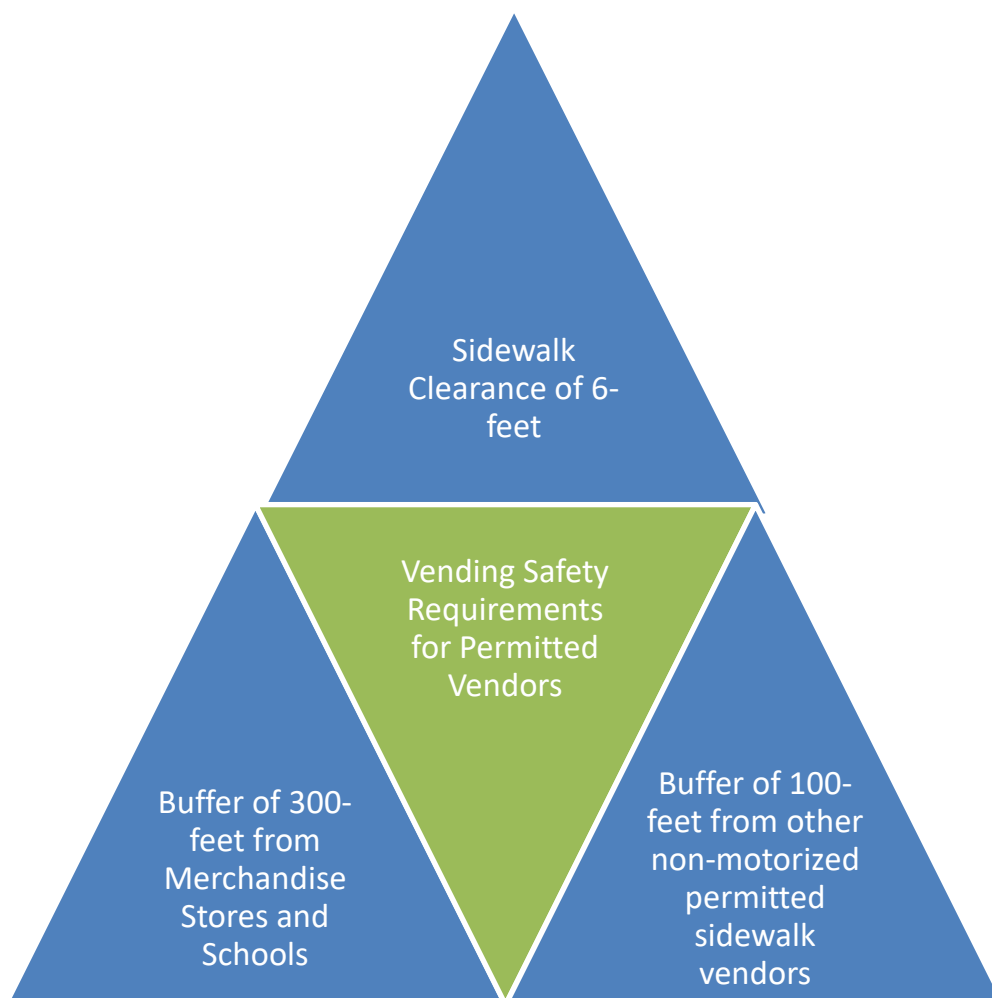 Sidewalk
Clearance of 6-
feet
Vending Safety
Requirements
for Permitted
Vendors
Buffer of 300-
feet from
Merchandise
Stores and
Schools
Buffer of 100-
feet from other
non-motorized
permitted
sidewalk
vendors